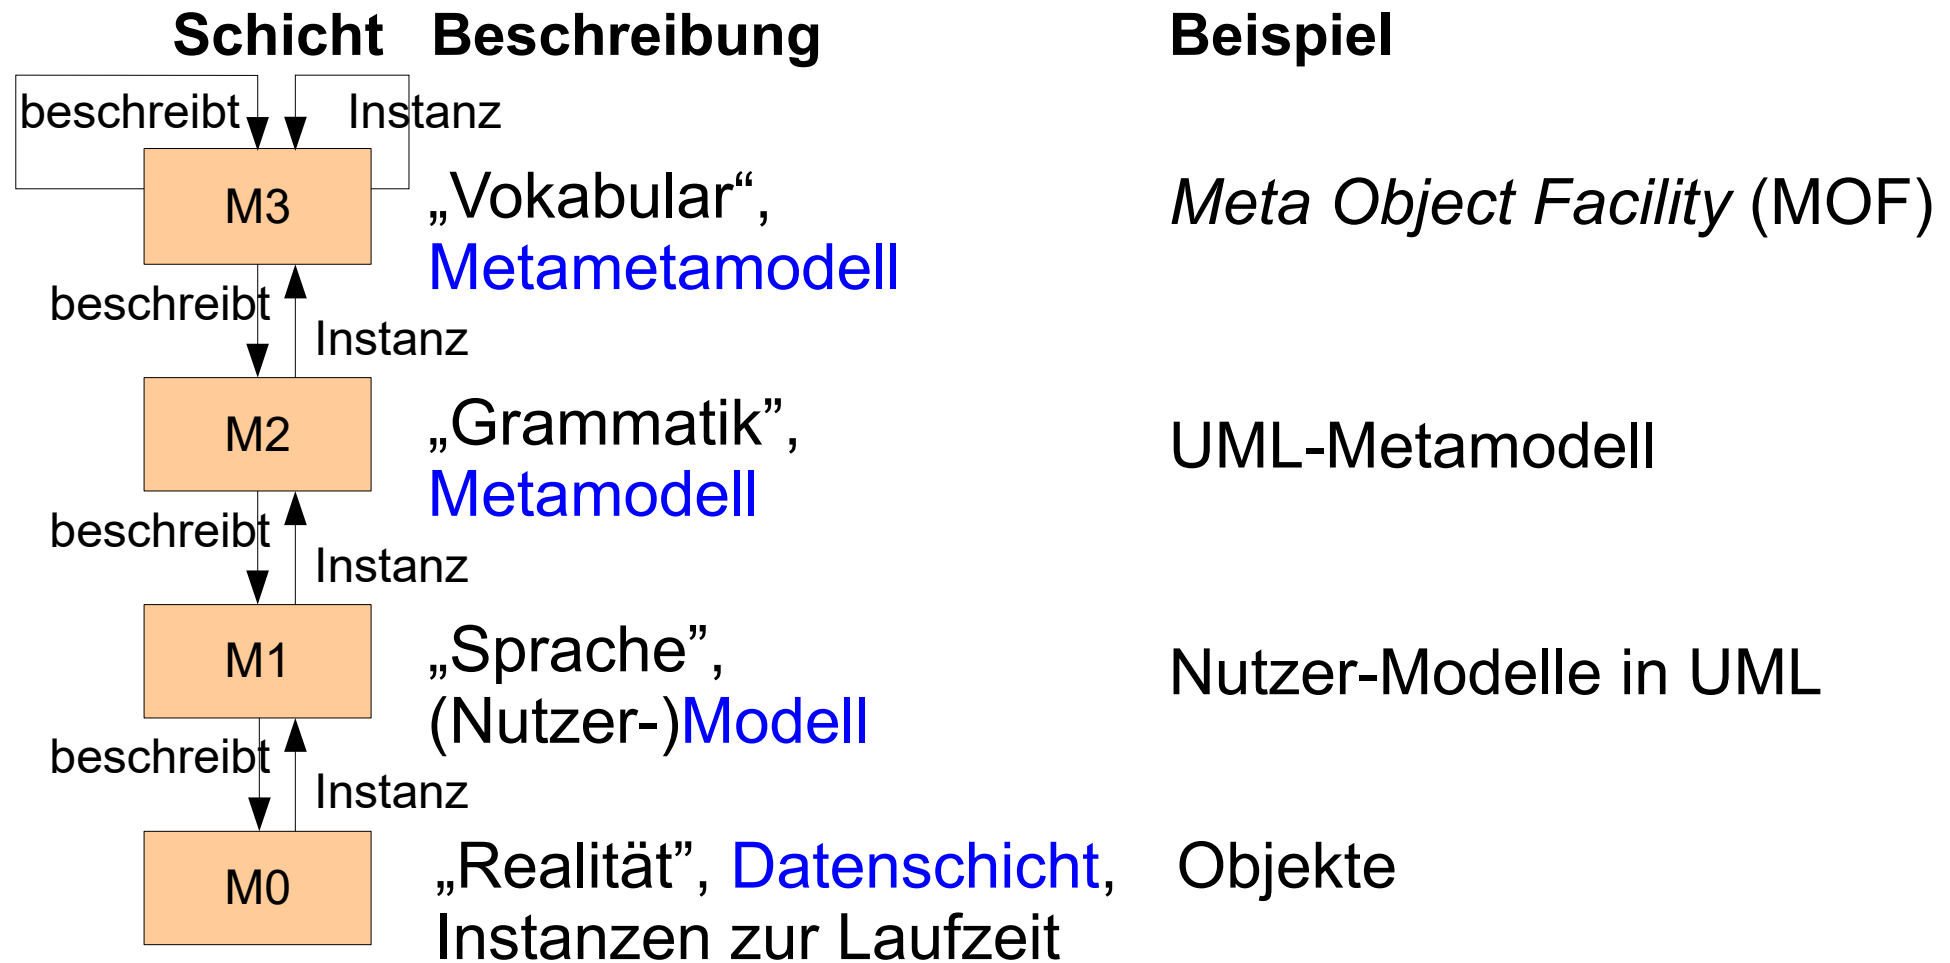 Schicht Beschreibung Beispiel
beschreibt Instanz
M3 „Vokabular“, Meta Object Facility (MOF)
Metametamodell
beschreibt
Instanz
M2 „Grammatik”, UML-Metamodell
Metamodell
beschreibt
Instanz
M1 „Sprache”, Nutzer-Modelle in UML
(Nutzer-)Modell
beschreibt
Instanz
M0 „Realität”, Datenschicht, Objekte
Instanzen zur Laufzeit